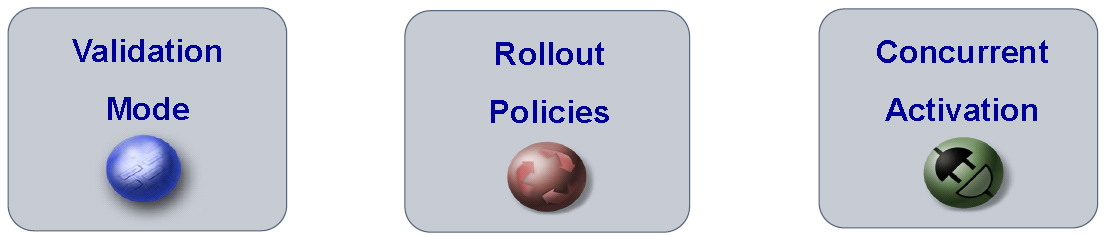 Validation
Mode
Rollout
Policies
Concurrent
Activation